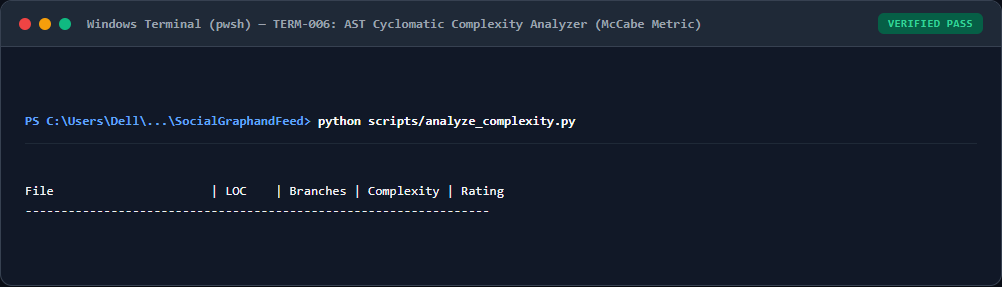 Windows Terminal (pwsh) — TERM-006: AST Cyclomatic Complexity Analyzer (McCabe Metric)
VERIFIED PASS
PS C:\Users\Dell\...\SocialGraphandFeed> python scripts/analyze_complexity.py
File | LOC | Branches | Complexity | Rating
-----------------------------------------------------------------